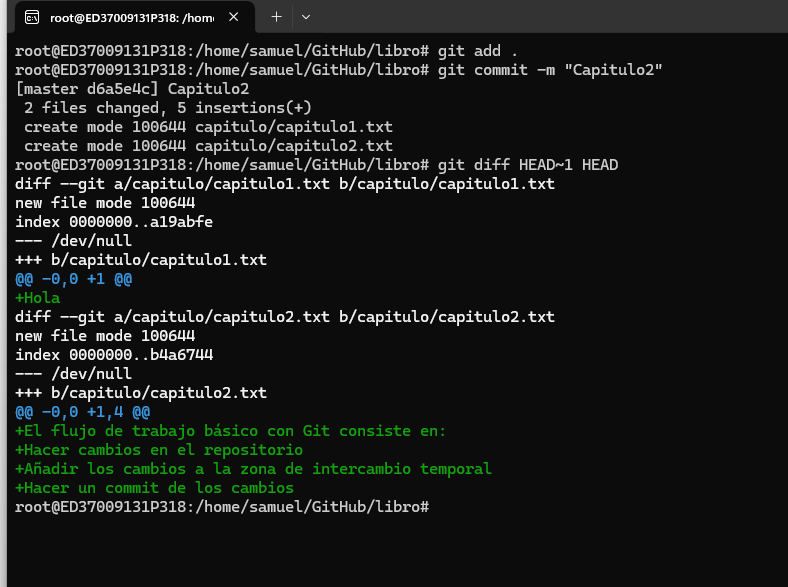 root@ED37009131P318: /hom
root@ED37009131P318:/home/samuel/GitHub/libro# git add .
root@ED37009131P318:/home/samuel/GitHub/libro# git commit -m "Capitulo2"
[master d6a5e4c] Capitulo2
 2 files changed, 5 insertions(+)
 create mode 100644 capitulo/capitulo1.txt
 create mode 100644 capitulo/capitulo2.txt
root@ED37009131P318:/home/samuel/GitHub/libro# git diff HEAD~1 HEAD
diff --git a/capitulo/capitulo1.txt b/capitulo/capitulo1.txt
new file mode 100644
index 0000000..a19abfe
--- /dev/null
+++ b/capitulo/capitulo1.txt
@@ -0,0 +1 @@
+Hola
diff --git a/capitulo/capitulo2.txt b/capitulo/capitulo2.txt
new file mode 100644
index 0000000..b4a6744
--- /dev/null
+++ b/capitulo/capitulo2.txt
@@ -0,0 +1,4 @@
+El flujo de trabajo básico con Git consiste en:
+Hacer cambios en el repositorio
+Añadir los cambios a la zona de intercambio temporal
+Hacer un commit de los cambios
root@ED37009131P318:/home/samuel/GitHub/libro#